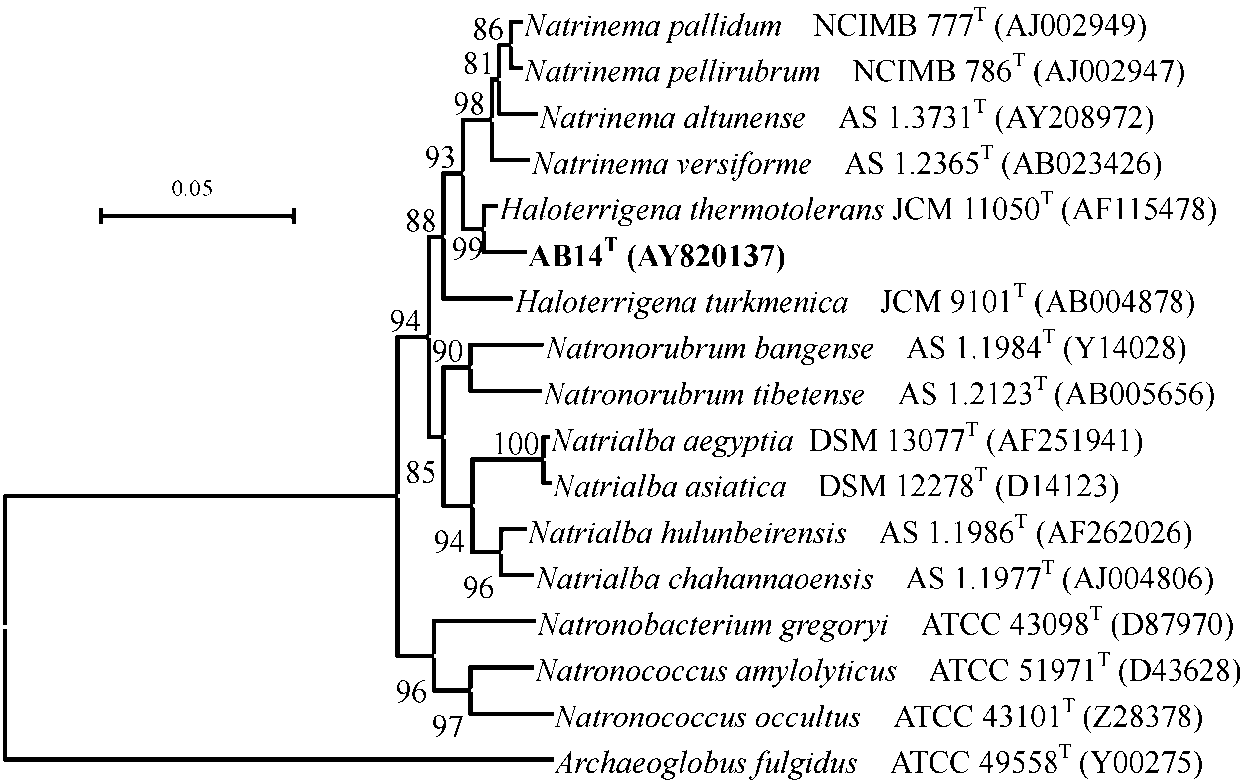 86
Natrinema pallidum NCIMB 777T (AJ002949)
81
Natrinema pellirubrum NCIMB 786T (AJ002947)
98
Natrinema altunense AS 1.3731T (AY208972)
93
Natrinema versiforme AS 1.2365T (AB023426)
0.05
88
Haloterrigena thermotolerans JCM 11050T (AF115478)
99
AB14T (AY820137)
Haloterrigena turkmenica JCM 9101T (AB004878)
94
90
Natronorubrum bangense AS 1.1984T (Y14028)
Natronorubrum tibetense AS 1.2123T (AB005656)
100
Natrialba aegyptia DSM 13077T (AF251941)
85
Natrialba asiatica DSM 12278T (D14123)
94
Natrialba hulunbeirensis AS 1.1986T (AF262026)
96
Natrialba chahannaoensis AS 1.1977T (AJ004806)
Natronobacterium gregoryi ATCC 43098T (D87970)
96
Natronococcus amylolyticus ATCC 51971T (D43628)
97
Natronococcus occultus ATCC 43101T (Z28378)
Archaeoglobus fulgidus ATCC 49558T (Y00275)